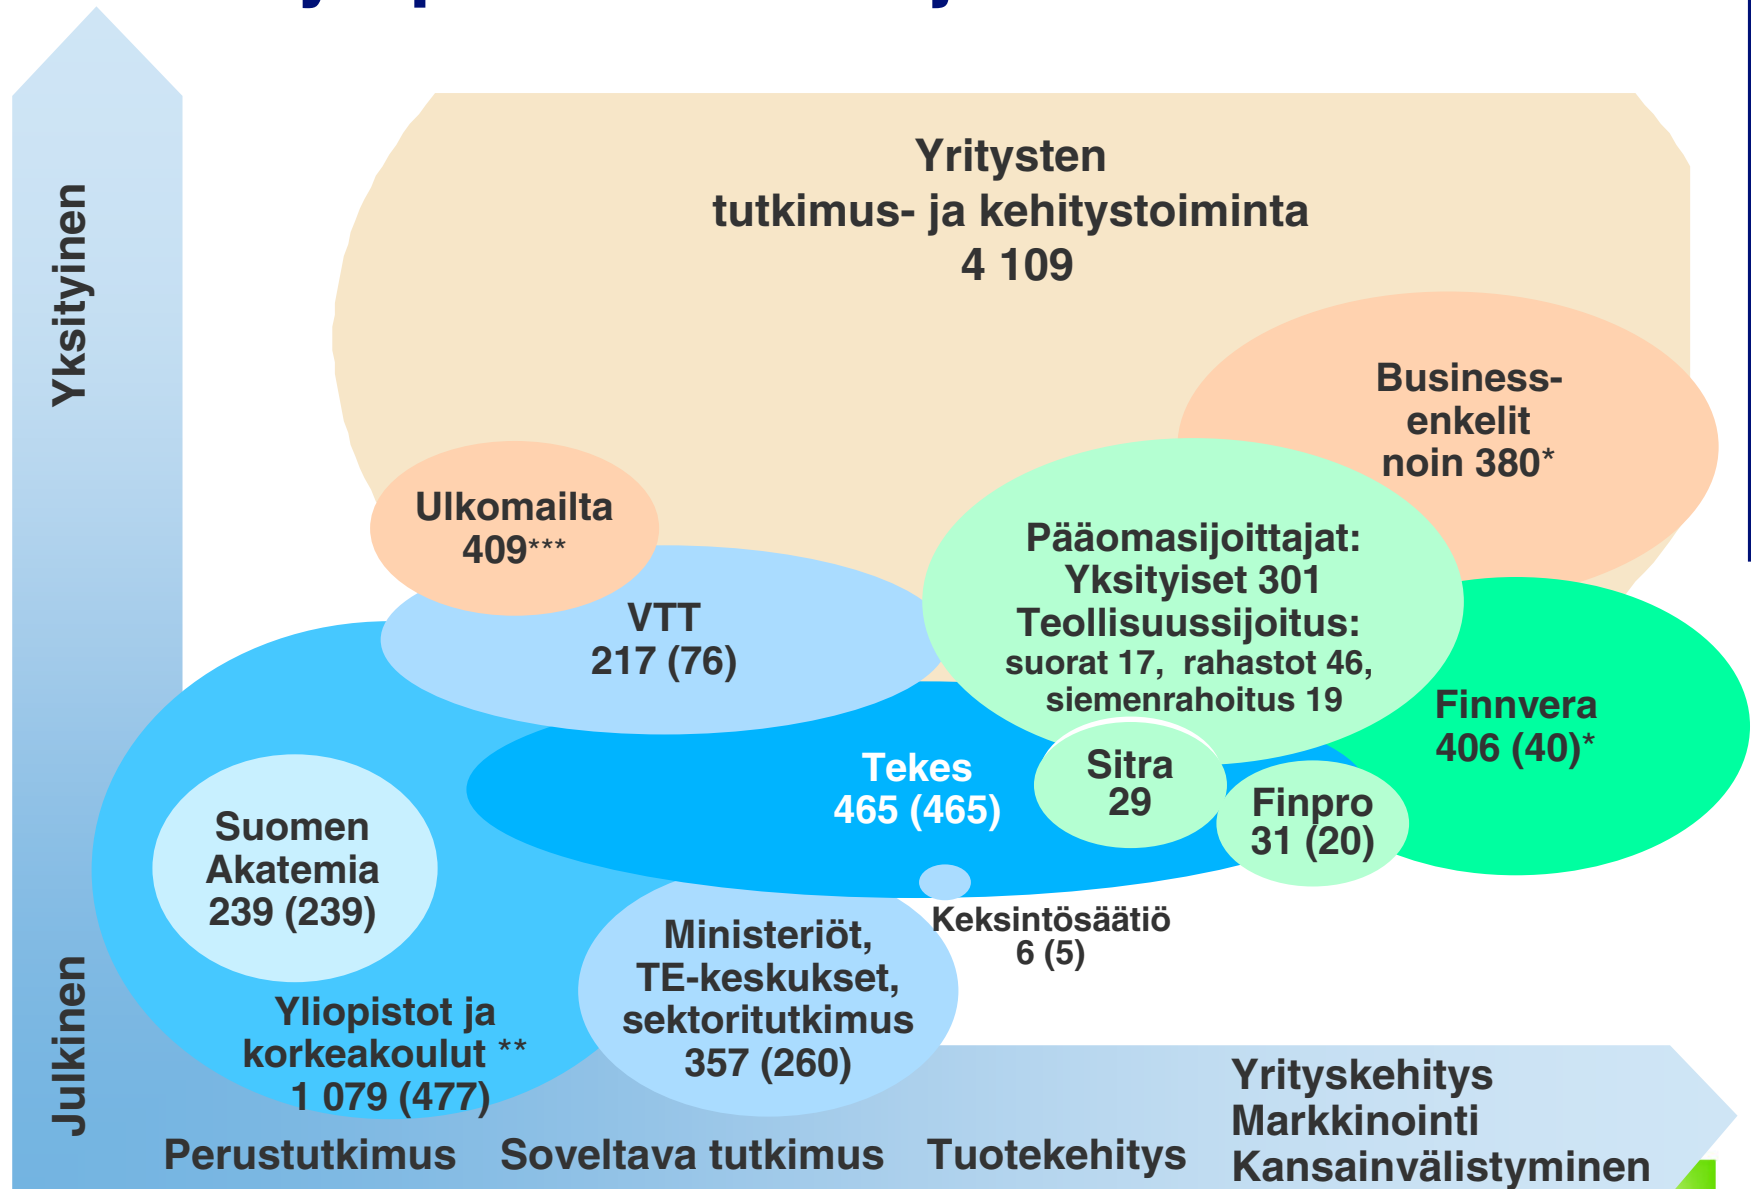 Yksityinen
Julkinen
Yritysten
tutkimus- ja kehitystoiminta
4 109
Business-
enkelit
noin 380*
Ulkomailta
409***
Pääomasijoittajat:
Yksityiset 301
Teollisuussijoitus:
suorat 17, rahastot 46,
siemenrahoitus 19
VTT
217 (76)
Finnvera
406 (40)*
Tekes
465 (465)
Sitra
29
Finpro
31 (20)
Suomen
Akatemia
239 (239)
Keksintösäätiö
6 (5)
Ministeriöt,
TE-keskukset,
sektoritutkimus
357 (260)
Yliopistot ja
korkeakoulut **
1 079 (477)
Perustutkimus
Soveltava tutkimus
Tuotekehitys
Yrityskehitys
Markkinointi
Kansainvälistyminen